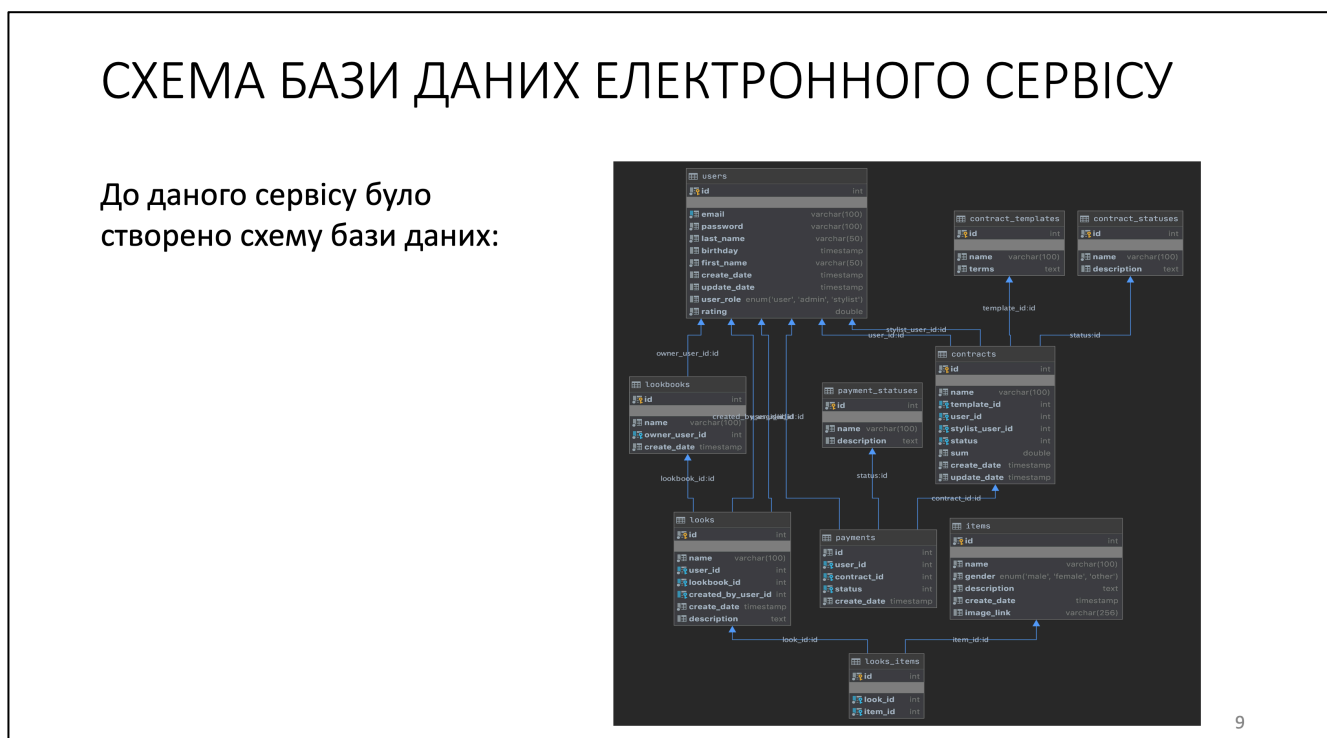 СХЕМА БАЗИ ДАНИХ ЕЛЕКТРОННОГО СЕРВІСУ
До даного сервісу було
створено схему бази даних:
users
id int
email varchar(100)
password varchar(100)
last_name varchar(50)
birthday timestamp
first_name varchar(50)
create_date timestamp
update_date timestamp
user_role enum('user', 'admin', 'stylist')
rating double
contract_templates
id int
name varchar(100)
terms text
contract_statuses
id int
name varchar(100)
description text
template_id:id
stylist_user_id:id
user_id:id
status:id
owner_user_id:id
contracts
id int
name varchar(100)
template_id int
user_id int
stylist_user_id int
status int
sum double
create_date timestamp
update_date timestamp
lookbooks
id int
name varchar(100)
owner_user_id int
create_date timestamp
payment_statuses
id int
name varchar(100)
description text
lookbook_id:id
status:id
contract_id:id
looks
id int
name varchar(100)
user_id int
lookbook_id int
created_by_user_id int
create_date timestamp
description text
payments
id int
user_id int
contract_id int
status int
create_date timestamp
items
id int
name varchar(100)
gender enum('male', 'female', 'other')
description text
create_date timestamp
image_link varchar(256)
look_id:id
item_id:id
looks_items
id int
look_id int
item_id int
9